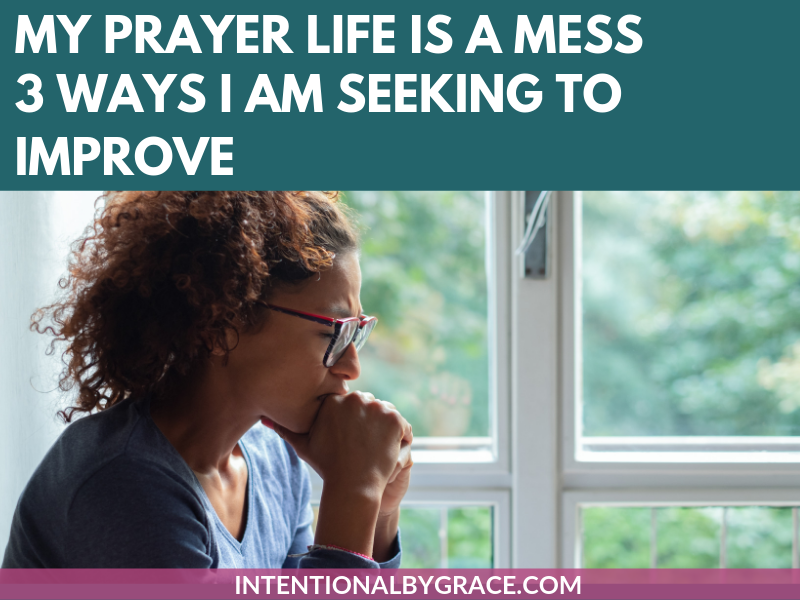 MY PRAYER LIFE IS A MESS
3 WAYS I AM SEEKING TO
IMPROVE
INTENTIONALBYGRACE.COM